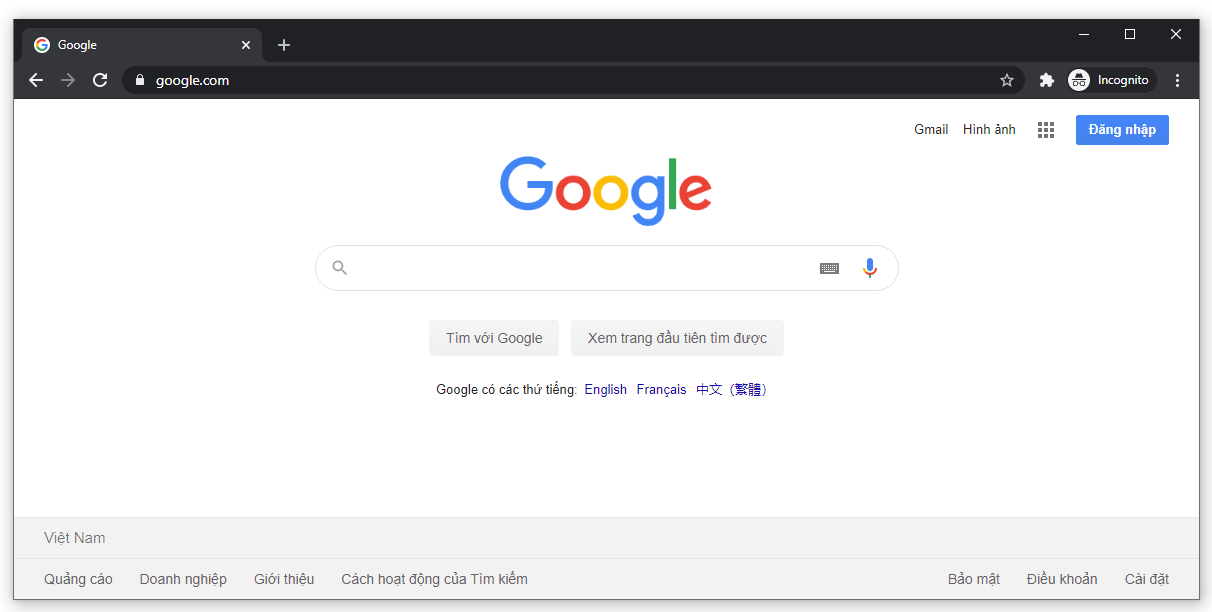 Google
google.com
Incognito
Gmail Hình ảnh Đăng nhập
Google
Tìm với Google Xem trang đầu tiên tìm được
Google có các thứ tiếng: English Français 中文（繁體）
Việt Nam
Quảng cáo Doanh nghiệp Giới thiệu Cách hoạt động của Tìm kiếm Bảo mật Điều khoản Cài đặt